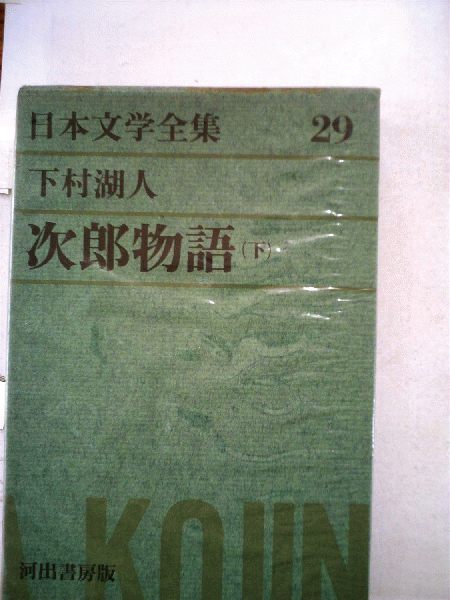 日本文学全集 29
下村湖人
次郎物語(下)
KOJIN
河出書房版